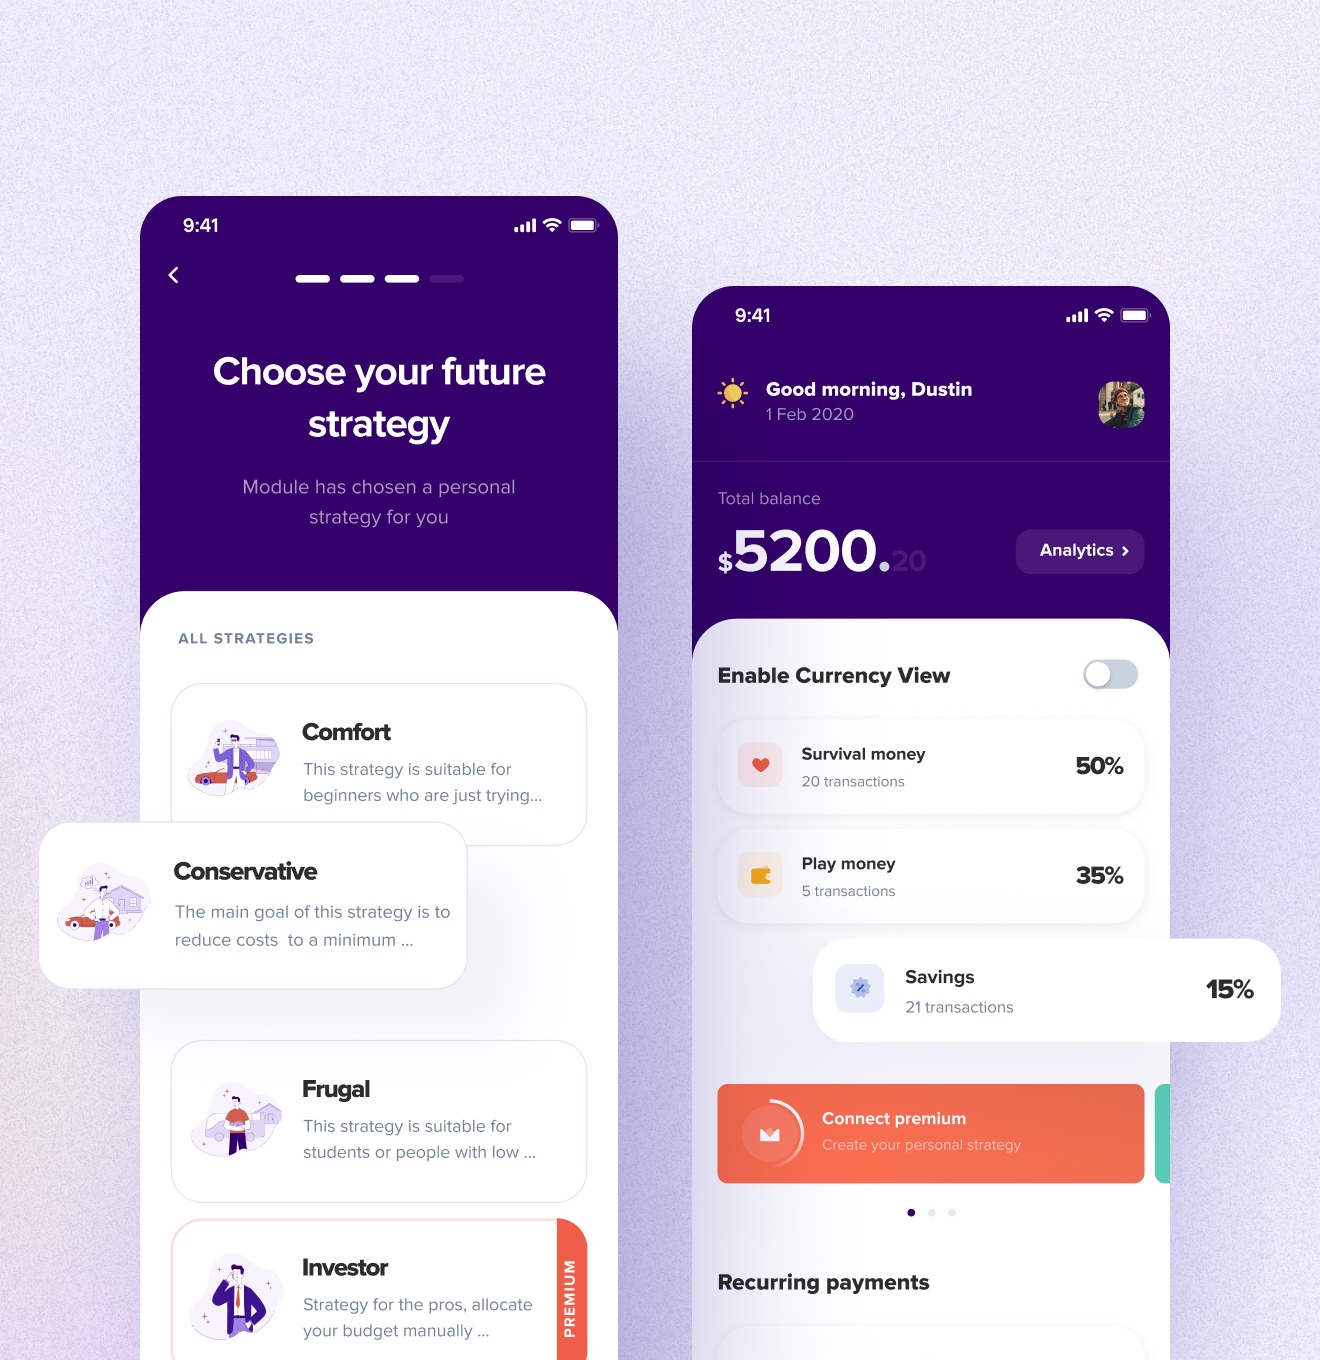 9:41
Choose your future
strategy
Module has chosen a personal
strategy for you
ALL STRATEGIES
Comfort
This strategy is suitable for
beginners who are just trying...
Conservative
The main goal of this strategy is to
reduce costs  to a minimum ...
Frugal
This strategy is suitable for
students or people with low ...
Investor
Strategy for the pros, allocate
your budget manually ...
PREMIUM
9:41
Good morning, Dustin
1 Feb 2020
Total balance
$5200.20
Analytics
Enable Currency View
Survival money
20 transactions
50%
Play money
5 transactions
35%
Savings
21 transactions
15%
Connect premium
Create your personal strategy
Recurring payments